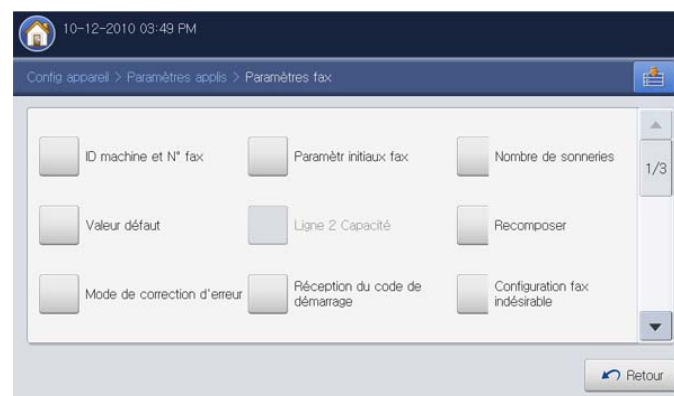 10-12-2010 03:49 PM
Config appareil > Paramètres applis > Paramètres fax
ID machine et N° fax
Paramètr initiaux fax
Nombre de sonneries
1/3
Valeur défaut
Ligne 2 Capacité
Recomposer
Mode de correction d'erreur
Réception du code de
démarrage
Configuration fax
indésirable
Retour